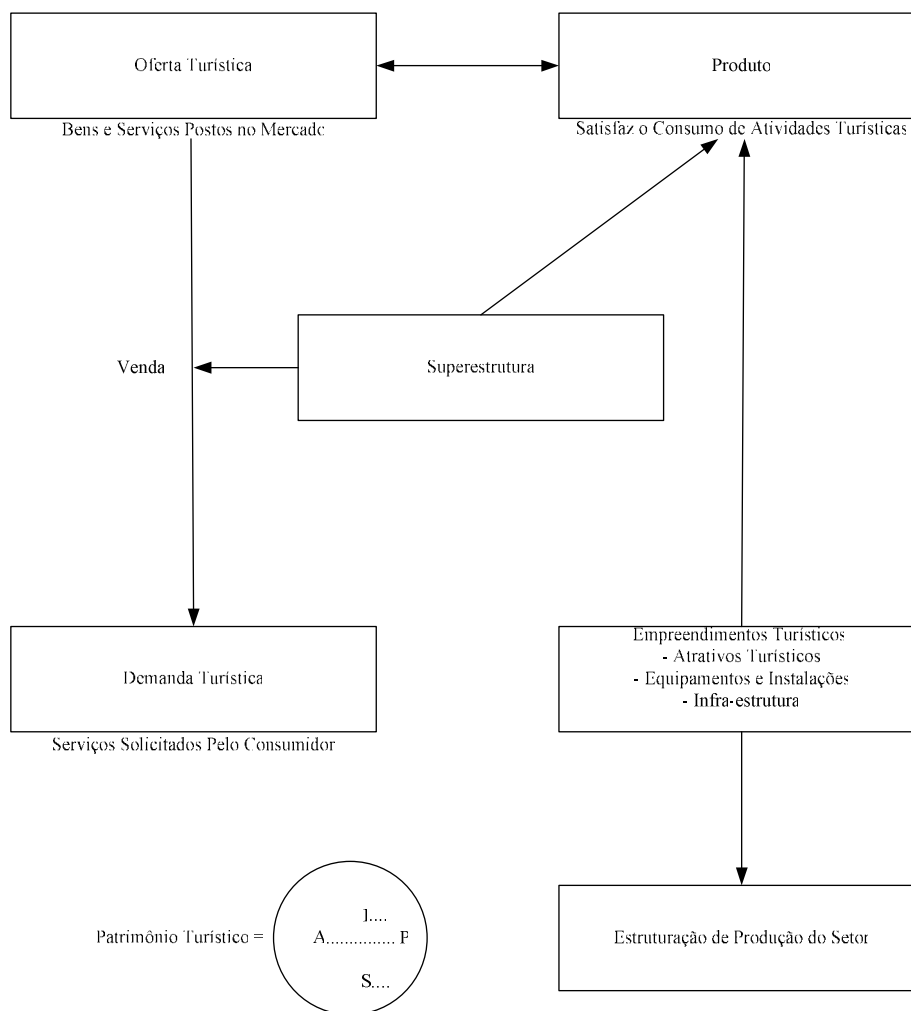 Oferta Turística
Produto
Bens e Serviços Postos no Mercado
Satisfaz o Consumo de Atividades Turísticas
Venda
Superestrutura
Demanda Turística
Serviços Solicitados Pelo Consumidor
Empreendimentos Turísticos
- Atrativos Turísticos
- Equipamentos e Instalações
- Infra-estrutura
Patrimônio Turístico =
I....
A............... P
S....
Estruturação de Produção do Setor